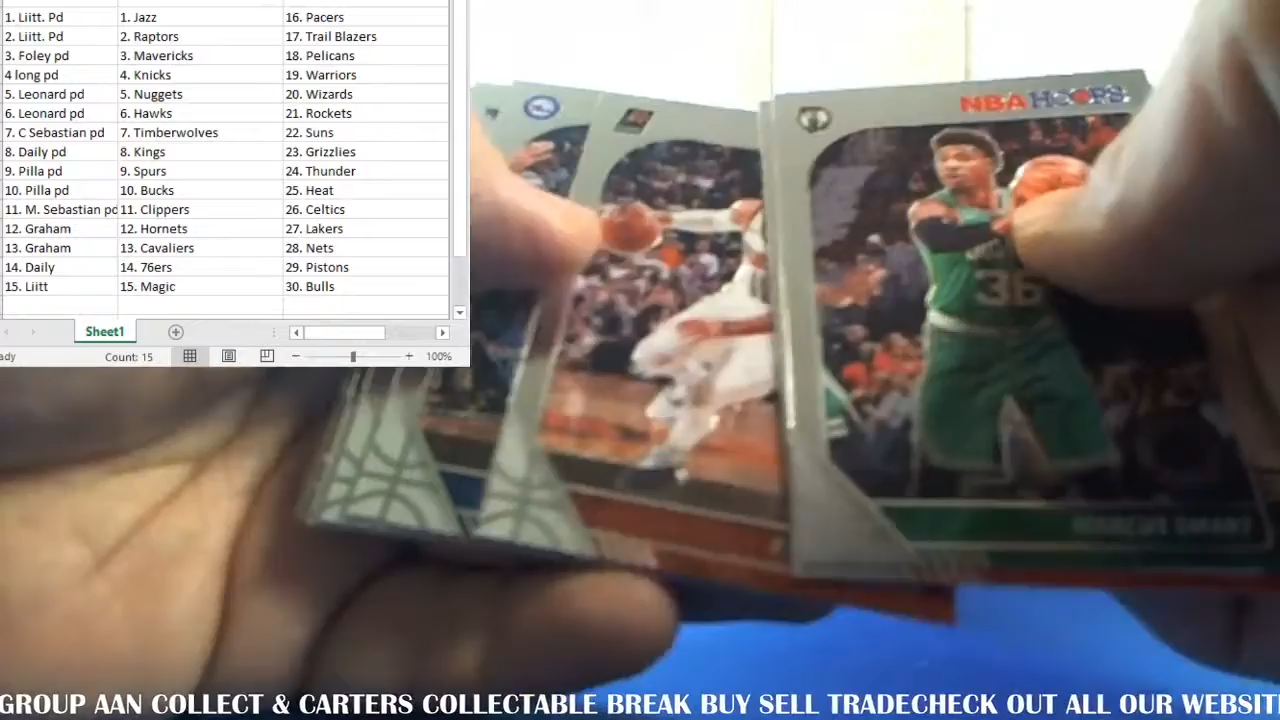 1. Liitt. Pd 1. Jazz 16. Pacers
2. Liitt. Pd 2. Raptors 17. Trail Blazers
3. Foley pd 3. Mavericks 18. Pelicans
4 long pd 4. Knicks 19. Warriors
5. Leonard pd 5. Nuggets 20. Wizards
6. Leonard pd 6. Hawks 21. Rockets
7. C Sebastian pd 7. Timberwolves 22. Suns
8. Daily pd 8. Kings 23. Grizzlies
9. Pilla pd 9. Spurs 24. Thunder
10. Pilla pd 10. Bucks 25. Heat
11. M. Sebastian pd 11. Clippers 26. Celtics
12. Graham 12. Hornets 27. Lakers
13. Graham 13. Cavaliers 28. Nets
14. Daily 14. 76ers 29. Pistons
15. Liitt 15. Magic 30. Bulls
Sheet1
ady Count: 15 100%
NBA HOOPS
36
MARCUS SMART
GROUP AAN COLLECT & CARTERS COLLECTABLE BREAK BUY SELL TRADECHECK OUT ALL OUR WEBSIT